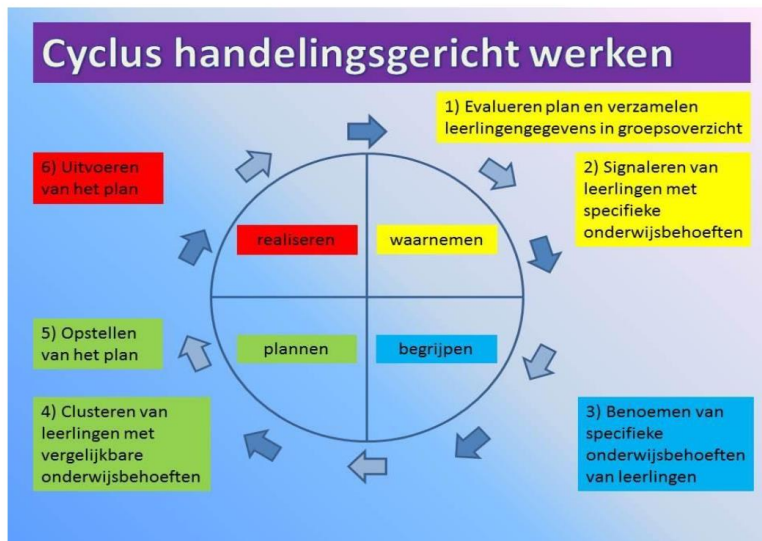 Cyclus handelingsgericht werken
1) Evalueren plan en verzamelen
leerlingengegevens in groepsoverzicht
2) Signaleren van
leerlingen met
specifieke
onderwijsbehoeften
3) Benoemen van
specifieke
onderwijsbehoeften
van leerlingen
4) Clusteren van
leerlingen met
vergelijkbare
onderwijsbehoeften
5) Opstellen
van het plan
6) Uitvoeren
van het plan
realiseren
waarnemen
plannen
begrijpen